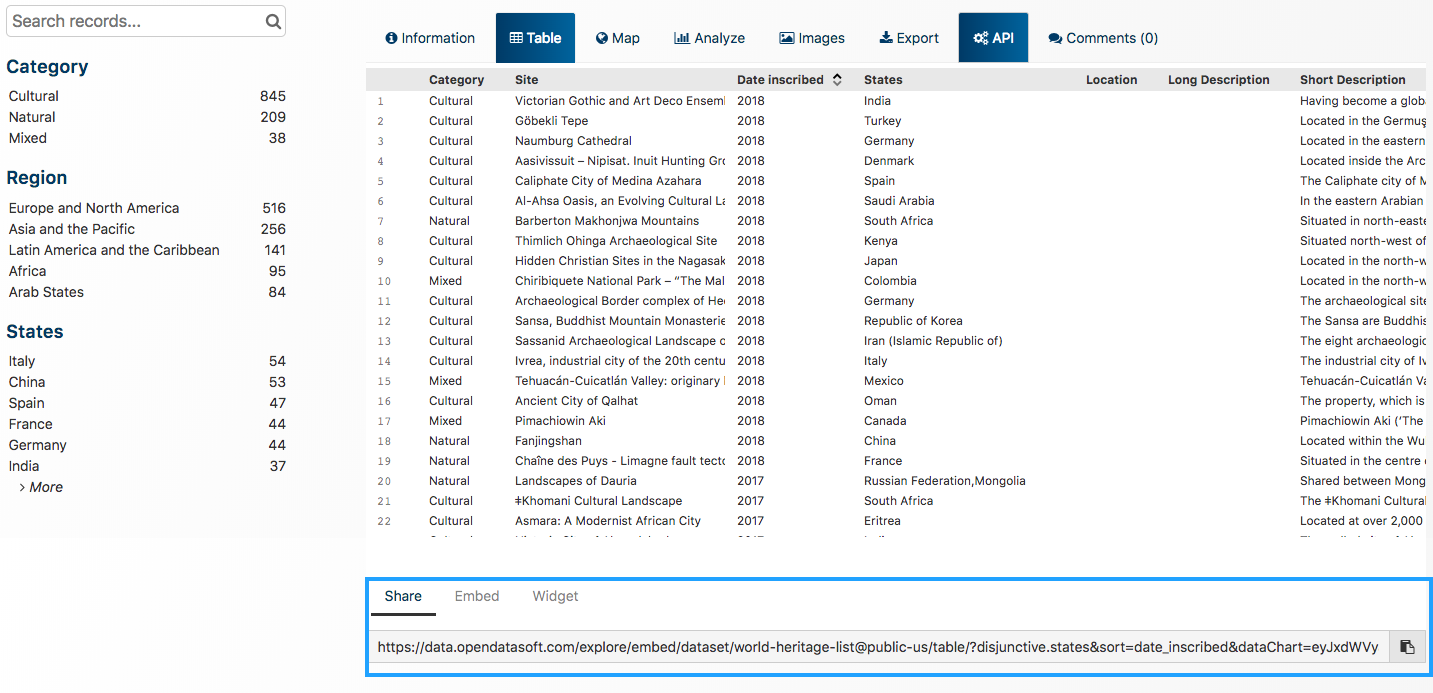 Search records...
Category
Cultural 845
Natural 209
Mixed 38
Region
Europe and North America 516
Asia and the Pacific 256
Latin America and the Caribbean 141
Africa 95
Arab States 84
States
Italy 54
China 53
Spain 47
France 44
Germany 44
India 37
> More
Information Table Map Analyze Images Export API Comments (0)
Category Site Date inscribed States Location Long Description Short Description
1 Cultural Victorian Gothic and Art Deco Ensem 2018 India Having become a globa
2 Cultural Göbekli Tepe 2018 Turkey Located in the Germuş
3 Cultural Naumburg Cathedral 2018 Germany Located in the eastern
4 Cultural Aasivissuit – Nipisat. Inuit Hunting Gro 2018 Denmark Located inside the Arc
5 Cultural Caliphate City of Medina Azahara 2018 Spain The Caliphate city of M
6 Cultural Al-Ahsa Oasis, an Evolving Cultural La 2018 Saudi Arabia In the eastern Arabian
7 Natural Barberton Makhonjwa Mountains 2018 South Africa Situated in north-easte
8 Cultural Thimlich Ohinga Archaeological Site 2018 Kenya Situated north-west of
9 Cultural Hidden Christian Sites in the Nagasak 2018 Japan Located in the north-w
10 Mixed Chiribiquete National Park – “The Mal 2018 Colombia Located in the north-w
11 Cultural Archaeological Border complex of He 2018 Germany The archaeological site
12 Cultural Sansa, Buddhist Mountain Monasterie 2018 Republic of Korea The Sansa are Buddhis
13 Cultural Sassanid Archaeological Landscape o 2018 Iran (Islamic Republic of) The eight archaeologic
14 Cultural Ivrea, industrial city of the 20th centu 2018 Italy The industrial city of Iv
15 Mixed Tehuacán-Cuicatlán Valley: originary 2018 Mexico Tehuacán-Cuicatlán Va
16 Cultural Ancient City of Qalhat 2018 Oman The property, which is
17 Mixed Pimachiowin Aki 2018 Canada Pimachiowin Aki (‘The
18 Natural Fanjingshan 2018 China Located within the Wu
19 Natural Chaîne des Puys - Limagne fault tecto 2018 France Situated in the centre
20 Natural Landscapes of Dauria 2017 Russian Federation,Mongolia Shared between Mong
21 Cultural ǂKhomani Cultural Landscape 2017 South Africa The ǂKhomani Cultural
22 Cultural Asmara: A Modernist African City 2017 Eritrea Located at over 2,000
Share Embed Widget
https://data.opendatasoft.com/explore/embed/dataset/world-heritage-list@public-us/table/?disjunctive.states&sort=date_inscribed&dataChart=eyJxdWVy